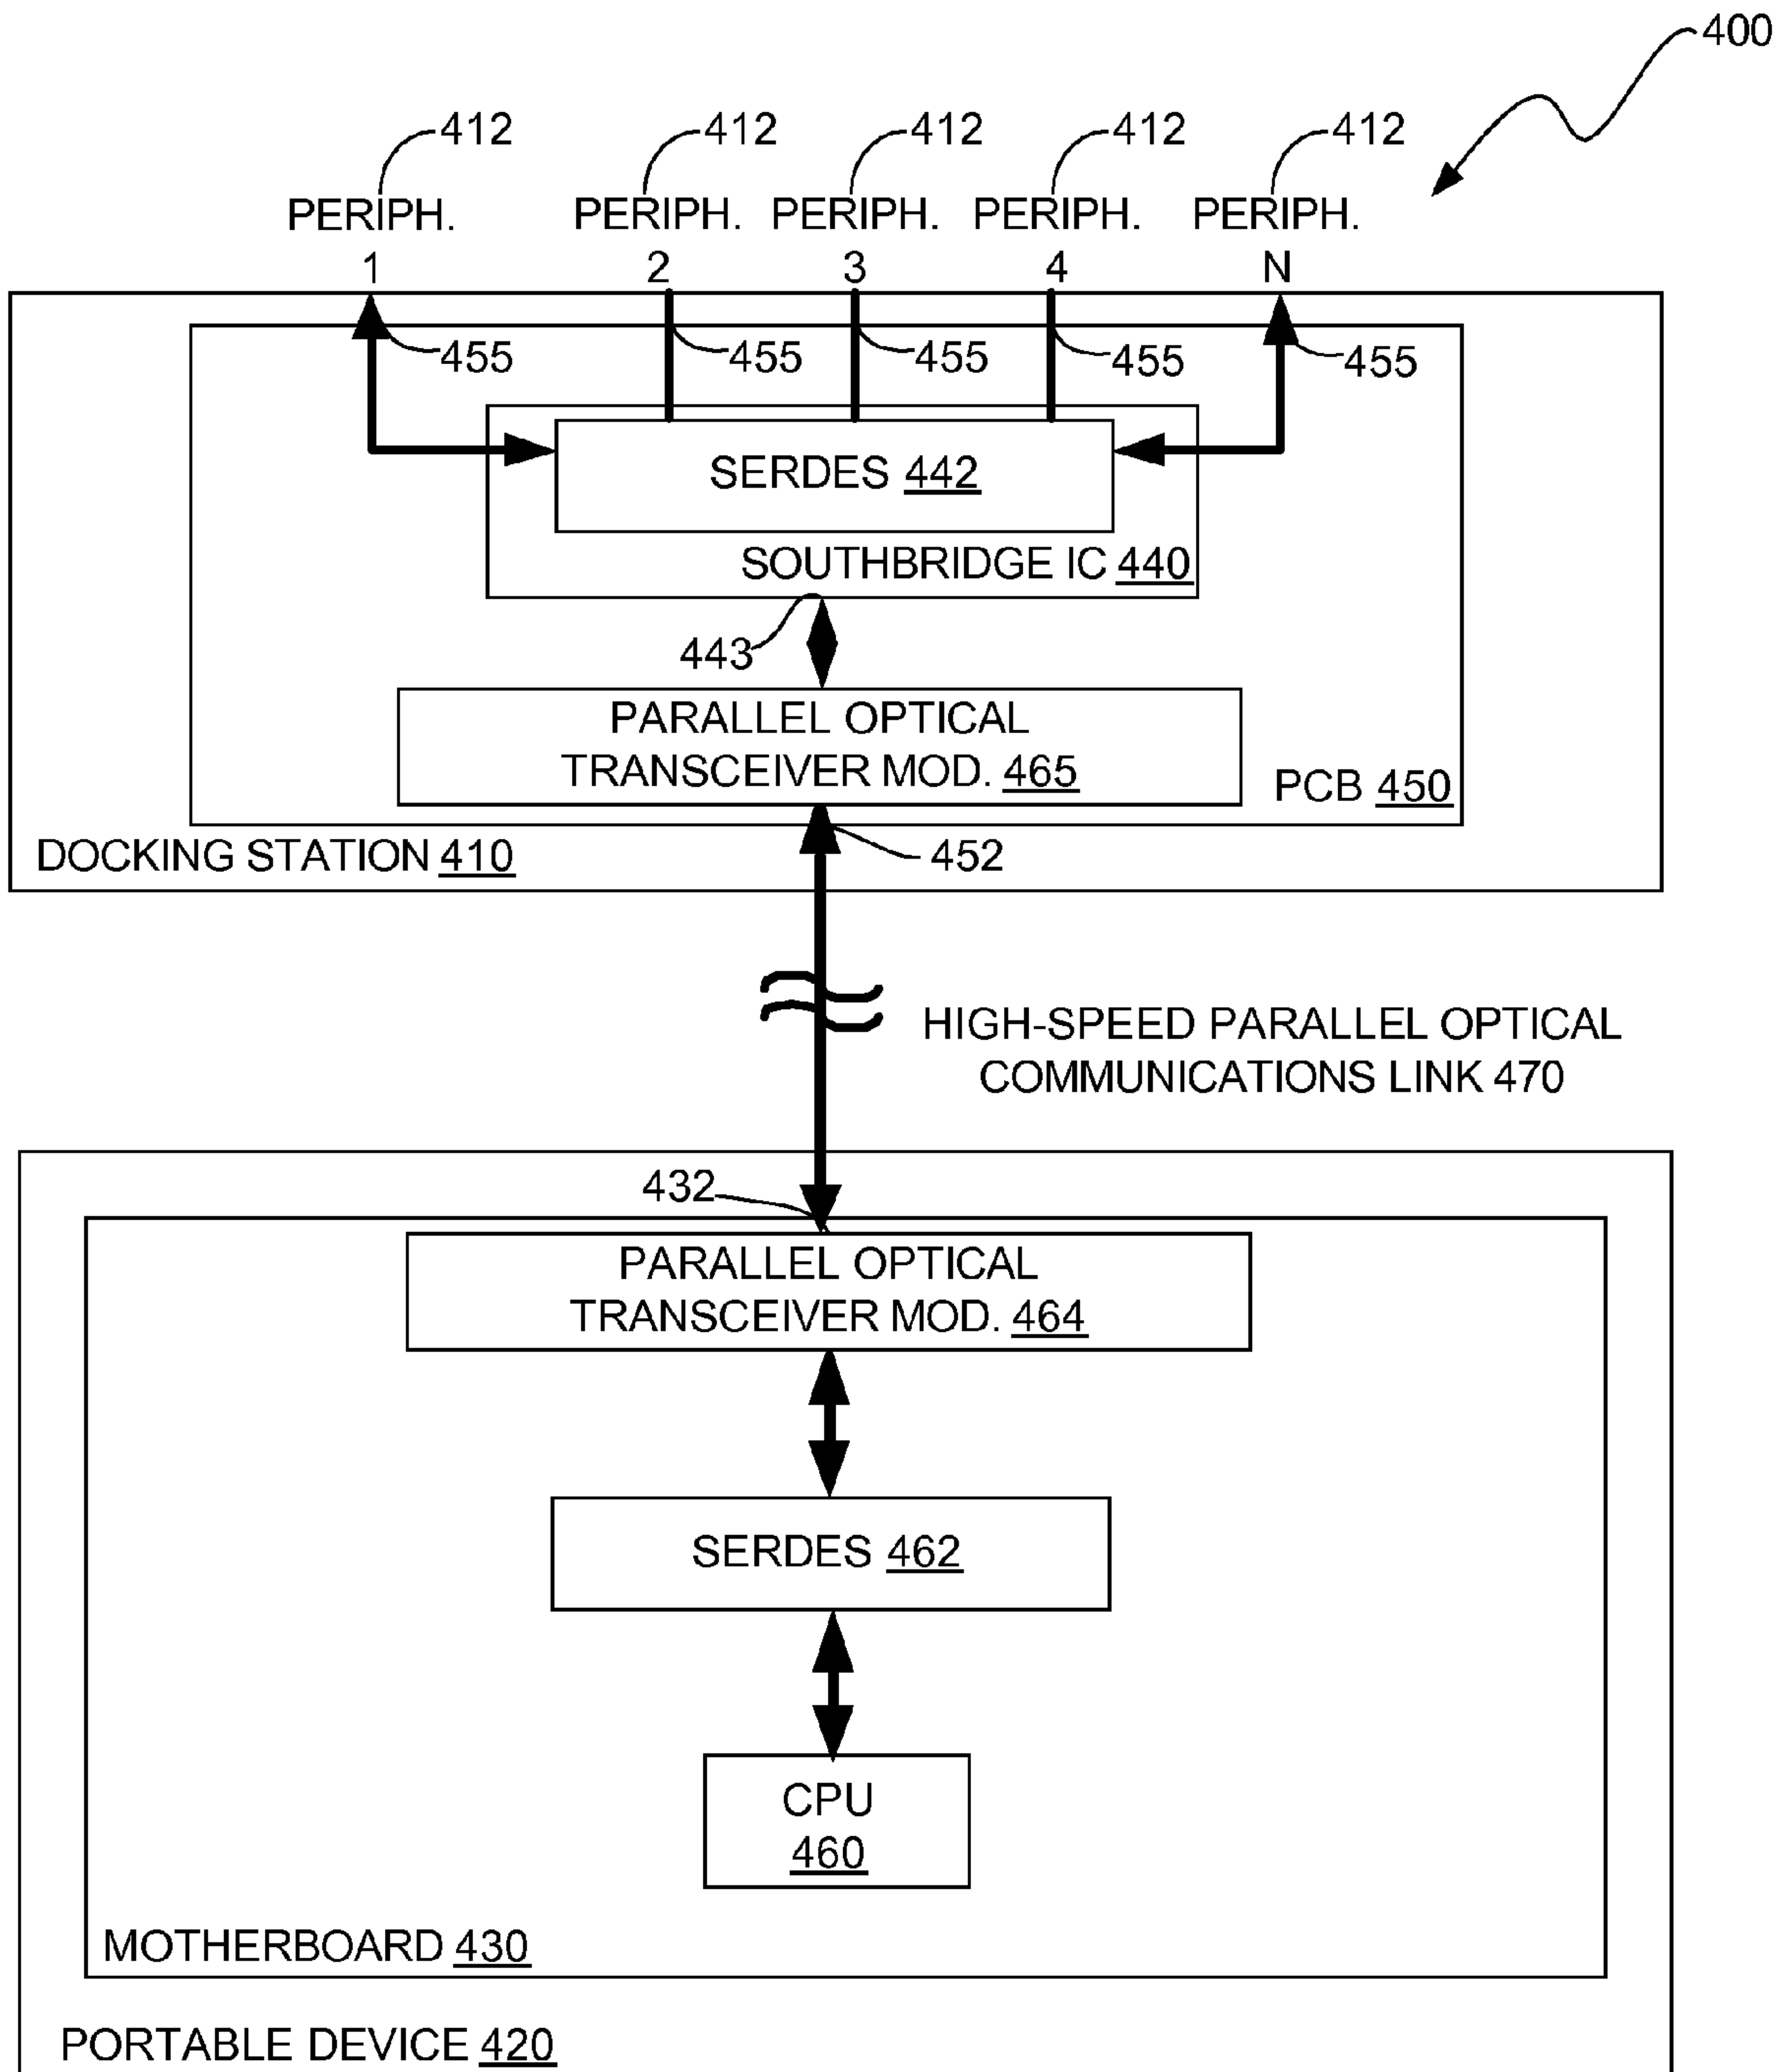 400
412 412 412 412 412
PERIPH. PERIPH. PERIPH. PERIPH. PERIPH.
1 2 3 4 N
455 455 455 455 455
SERDES 442
SOUTHBRIDGE IC 440
443
PARALLEL OPTICAL
TRANSCEIVER MOD. 465
PCB 450
DOCKING STATION 410
452
HIGH-SPEED PARALLEL OPTICAL
COMMUNICATIONS LINK 470
432
PARALLEL OPTICAL
TRANSCEIVER MOD. 464
SERDES 462
CPU
460
MOTHERBOARD 430
PORTABLE DEVICE 420